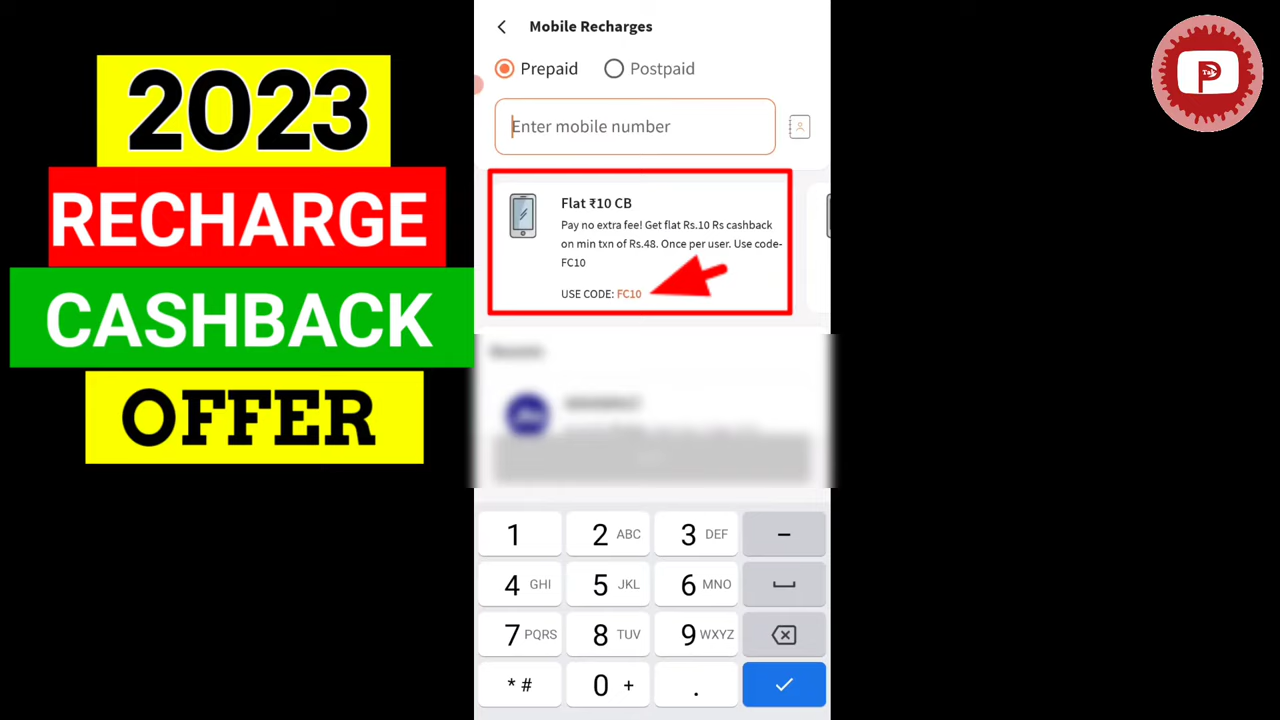 2023
RECHARGE
CASHBACK
OFFER
Mobile Recharges
Prepaid
Postpaid
Enter mobile number
Flat ₹10 CB
Pay no extra fee! Get flat Rs.10 Rs cashback
on min txn of Rs.48. Once per user. Use code-
FC10
USE CODE: FC10
1
2 ABC
3 DEF
-
4 GHI
5 JKL
6 MNO
7 PQRS
8 TUV
9 WXYZ
* #
0 +
.
P